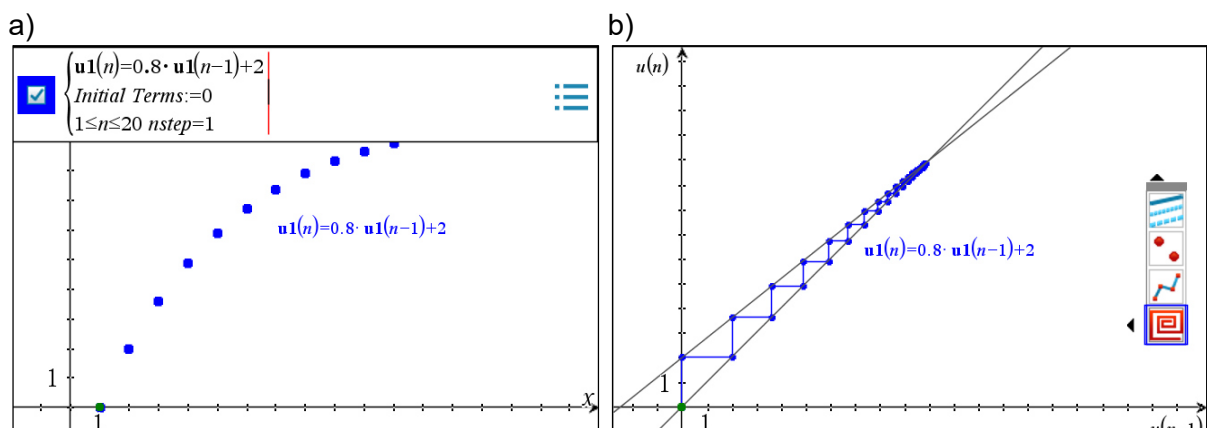 a)
u1(n)=0.8· u1(n-1)+2
Initial Terms:=0
1≤n≤20 nstep=1
u1(n)=0.8· u1(n-1)+2
1
1
x
b)
u(n)
u1(n)=0.8· u1(n-1)+2
1
1
u(n-1)